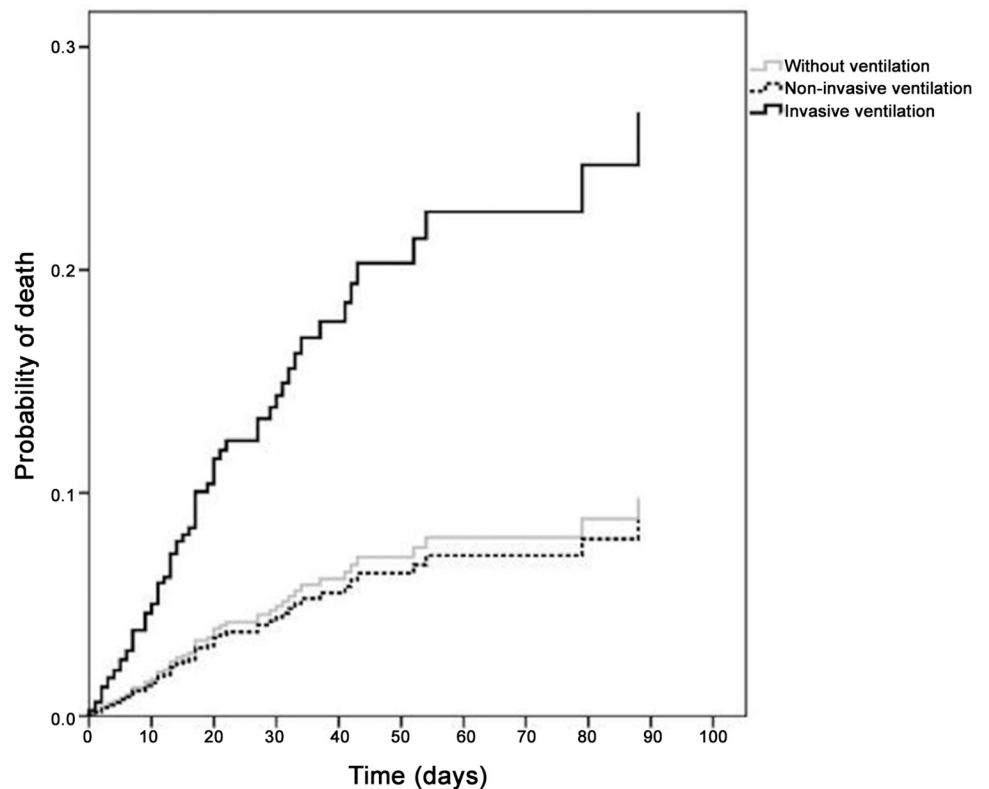 0.3
0.2
0.1
0.0
Probability of death
0 10 20 30 40 50 60 70 80 90 100
Time (days)
Without ventilation
Non-invasive ventilation
Invasive ventilation